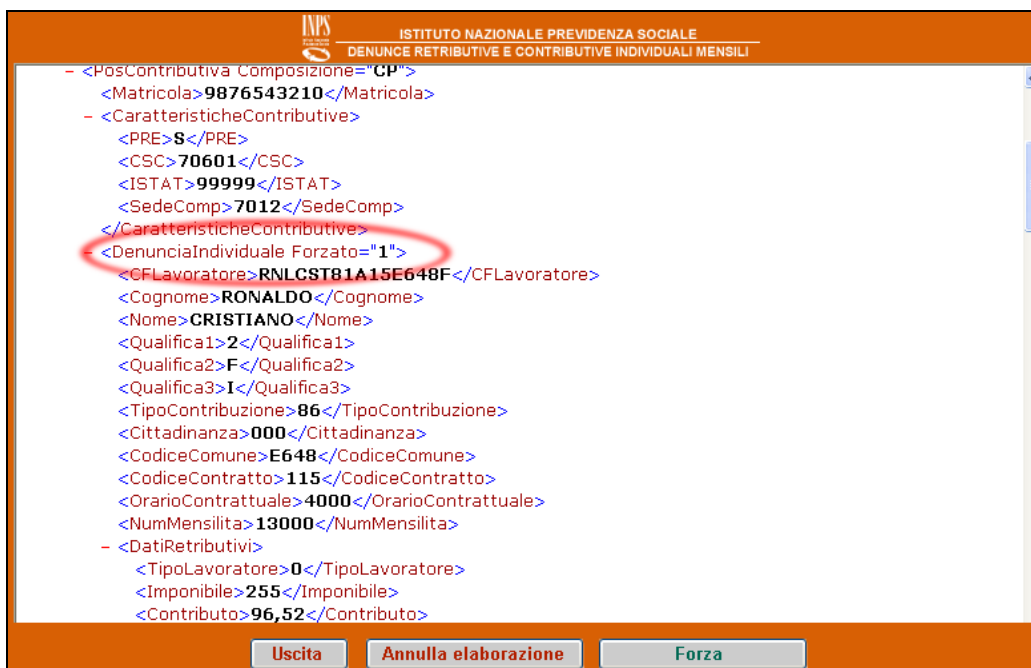 INPS
ISTITUTO NAZIONALE PREVIDENZA SOCIALE
DENUNCE RETRIBUTIVE E CONTRIBUTIVE INDIVIDUALI MENSILI
- <PosContributiva Composizione="CP">
<Matricola>9876543210</Matricola>
- <CaratteristicheContributive>
<PRE>S</PRE>
<CSC>70601</CSC>
<ISTAT>99999</ISTAT>
<SedeComp>7012</SedeComp>
</CaratteristicheContributive>
- <DenunciaIndividuale Forzato="1">
<CFLavoratore>RNLCST81A15E648F</CFLavoratore>
<Cognome>RONALDO</Cognome>
<Nome>CRISTIANO</Nome>
<Qualifica1>2</Qualifica1>
<Qualifica2>F</Qualifica2>
<Qualifica3>I</Qualifica3>
<TipoContribuzione>86</TipoContribuzione>
<Cittadinanza>000</Cittadinanza>
<CodiceComune>E648</CodiceComune>
<CodiceContratto>115</CodiceContratto>
<OrarioContrattuale>4000</OrarioContrattuale>
<NumMensilita>13000</NumMensilita>
- <DatiRetributivi>
<TipoLavoratore>0</TipoLavoratore>
<Imponibile>255</Imponibile>
<Contributo>96,52</Contributo>
Uscita Annulla elaborazione Forza